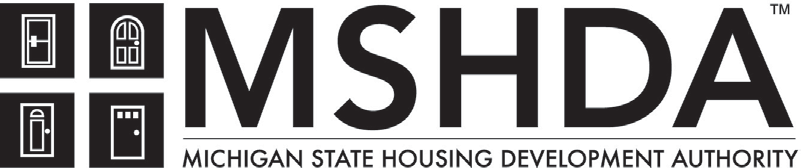 MSHDA™
MICHIGAN STATE HOUSING DEVELOPMENT AUTHORITY